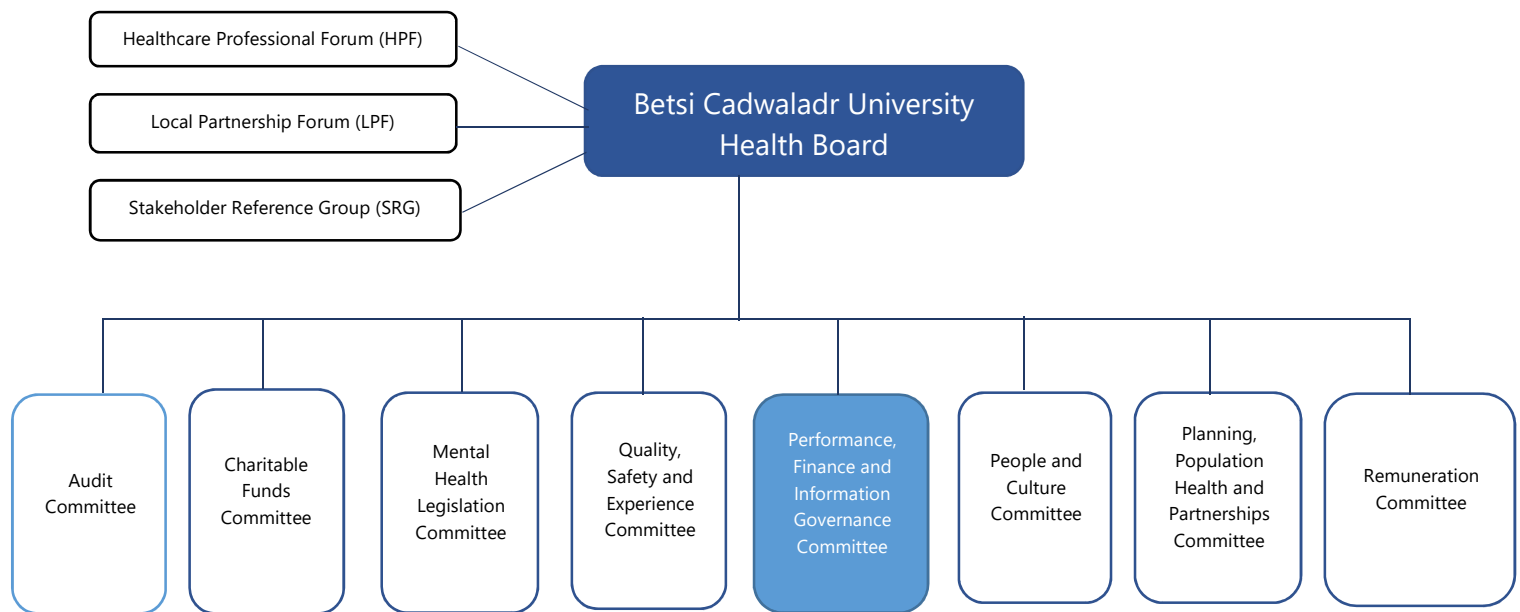 Healthcare Professional Forum (HPF)
Local Partnership Forum (LPF)
Stakeholder Reference Group (SRG)
Betsi Cadwaladr University
Health Board
Audit
Committee
Charitable
Funds
Committee
Mental
Health
Legislation
Committee
Quality,
Safety and
Experience
Committee
Performance,
Finance and
Information
Governance
Committee
People and
Culture
Committee
Planning,
Population
Health and
Partnerships
Committee
Remuneration
Committee